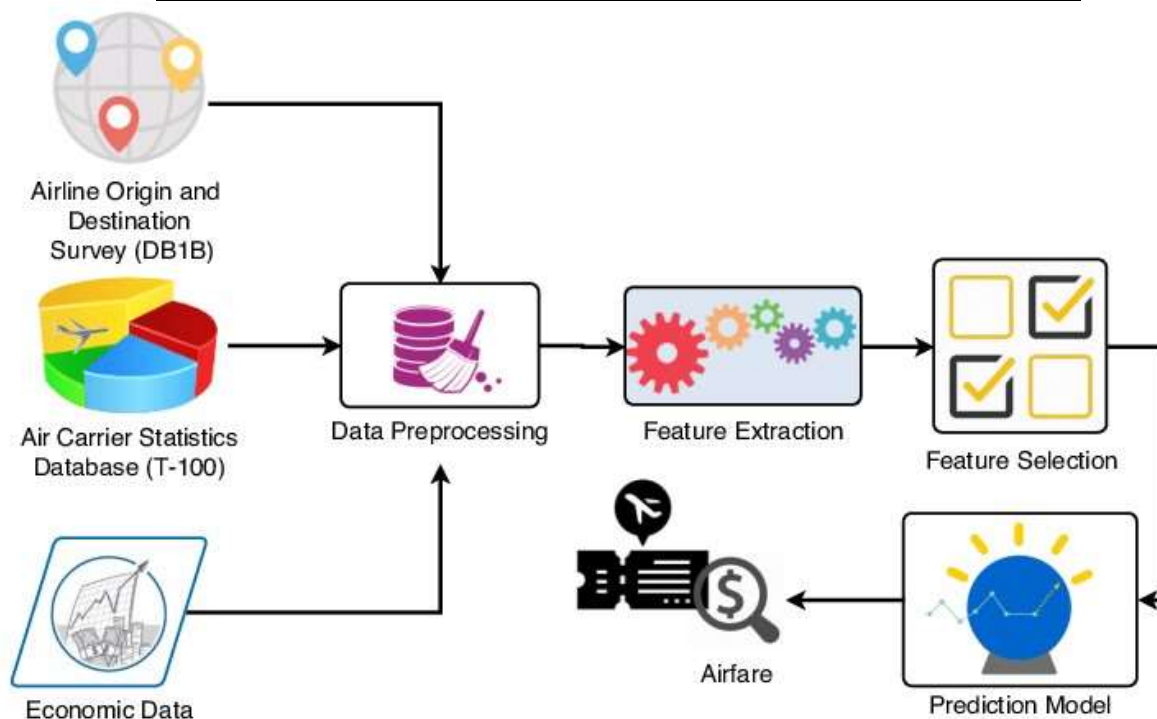 Airline Origin and
Destination
Survey (DB1B)
Air Carrier Statistics
Database (T-100)
Economic Data
Data Preprocessing
Feature Extraction
Feature Selection
$
Airfare
Prediction Model